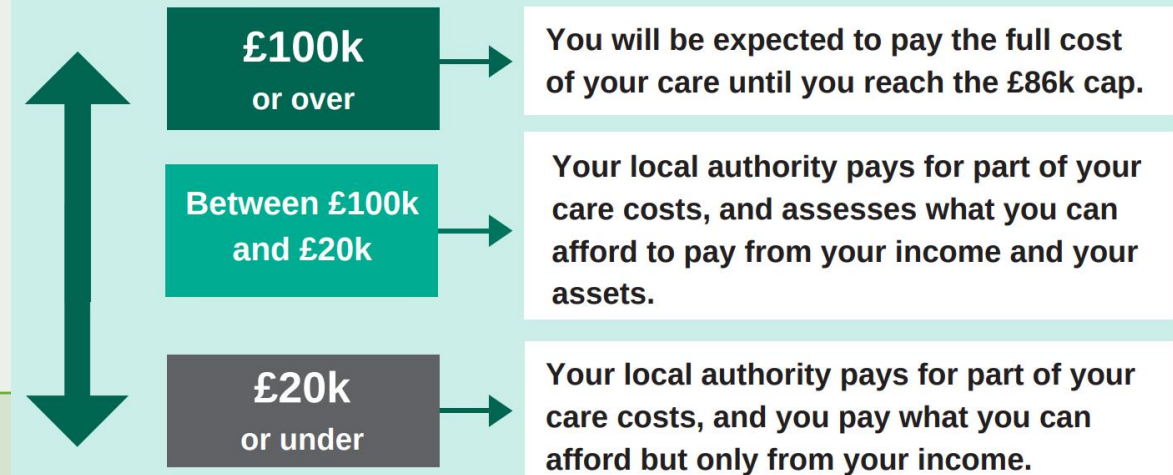 £100k
or over
You will be expected to pay the full cost
of your care until you reach the £86k cap.
Between £100k
and £20k
Your local authority pays for part of your
care costs, and assesses what you can
afford to pay from your income and your
assets.
£20k
or under
Your local authority pays for part of your
care costs, and you pay what you can
afford but only from your income.